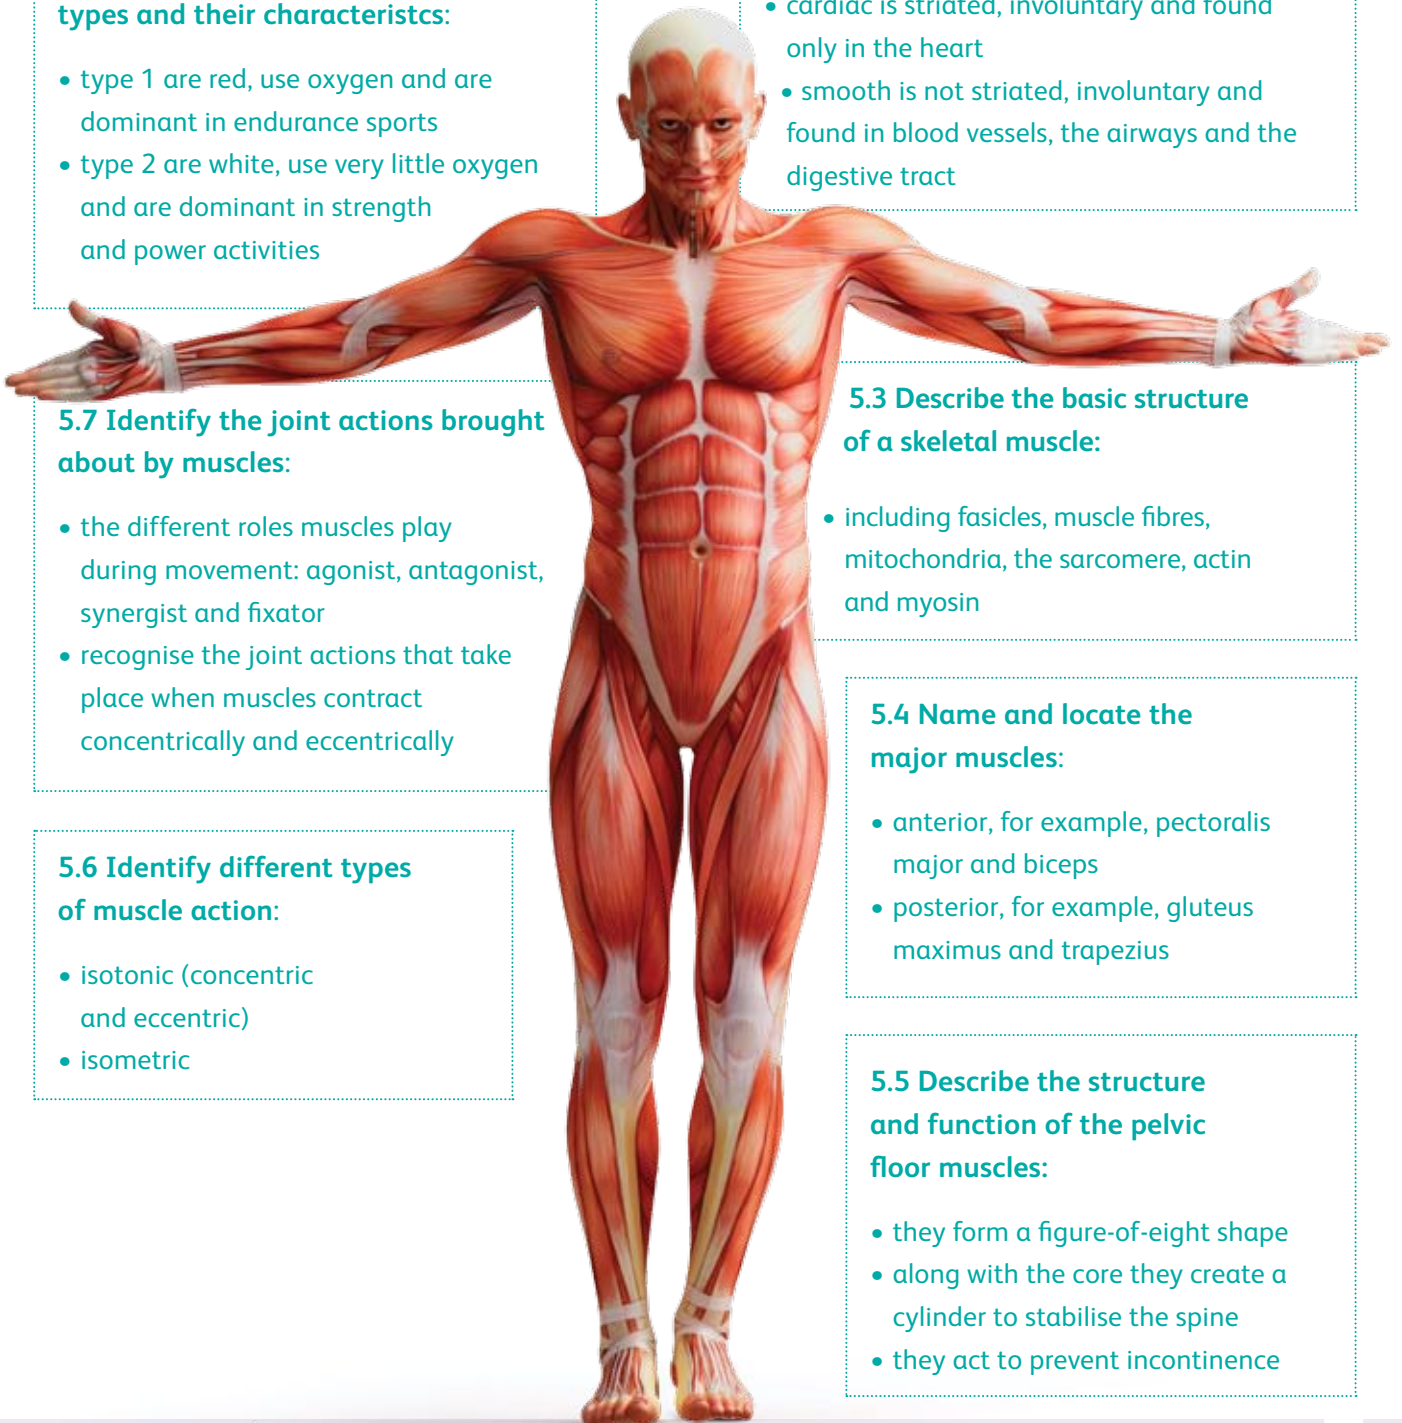 types and their characteristcs:
• type 1 are red, use oxygen and are
dominant in endurance sports
• type 2 are white, use very little oxygen
and are dominant in strength
and power activities
• cardiac is striated, involuntary and found
only in the heart
• smooth is not striated, involuntary and
found in blood vessels, the airways and the
digestive tract
5.7 Identify the joint actions brought
about by muscles:
• the different roles muscles play
during movement: agonist, antagonist,
synergist and fixator
• recognise the joint actions that take
place when muscles contract
concentrically and eccentrically
5.6 Identify different types
of muscle action:
• isotonic (concentric
and eccentric)
• isometric
5.3 Describe the basic structure
of a skeletal muscle:
• including fasicles, muscle fibres,
mitochondria, the sarcomere, actin
and myosin
5.4 Name and locate the
major muscles:
• anterior, for example, pectoralis
major and biceps
• posterior, for example, gluteus
maximus and trapezius
5.5 Describe the structure
and function of the pelvic
floor muscles:
• they form a figure-of-eight shape
• along with the core they create a
cylinder to stabilise the spine
• they act to prevent incontinence